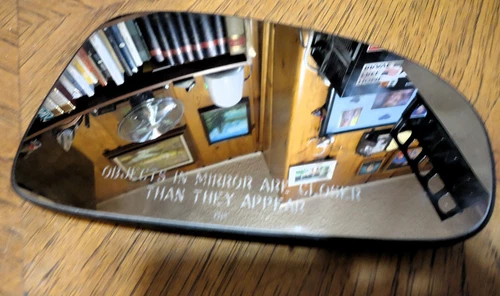 OBJECTS IN MIRROR ARE CLOSER
THAN THEY APPEAR